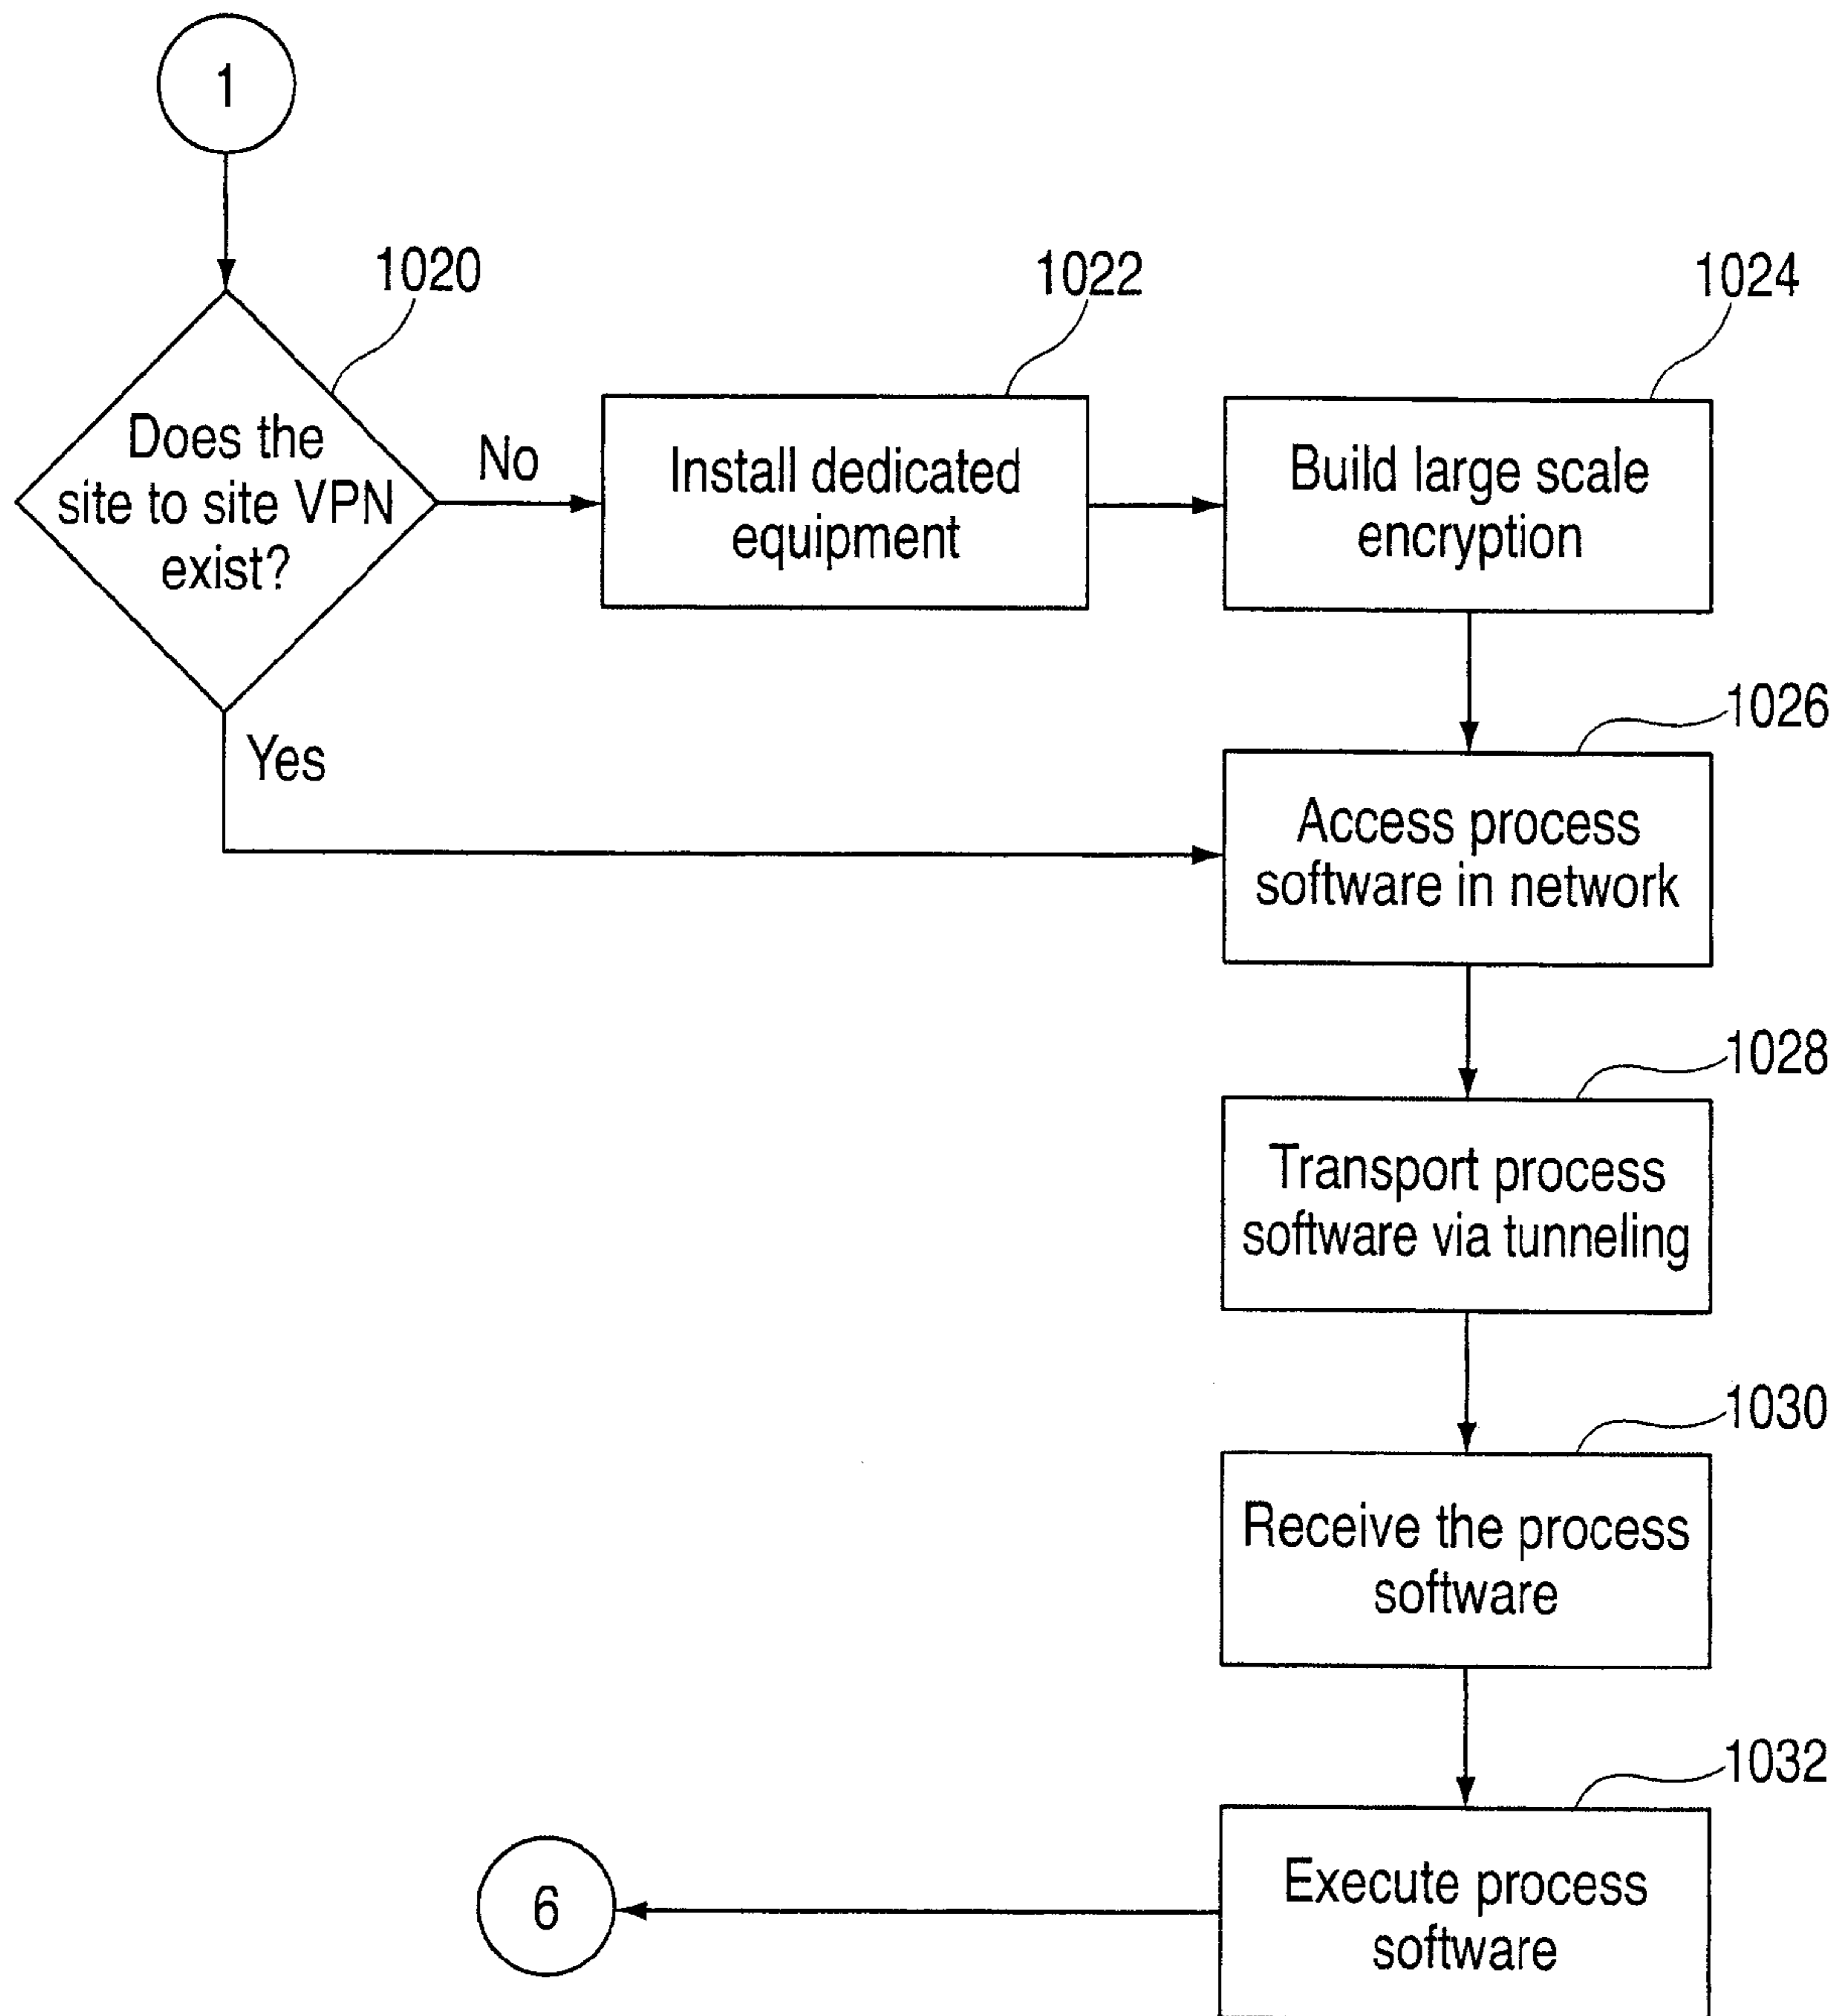 1
1020
1022
1024
Does the
site to site VPN
exist?
No
Install dedicated
equipment
Build large scale
encryption
1026
Yes
Access process
software in network
1028
Transport process
software via tunneling
1030
Receive the process
software
1032
6
Execute process
software